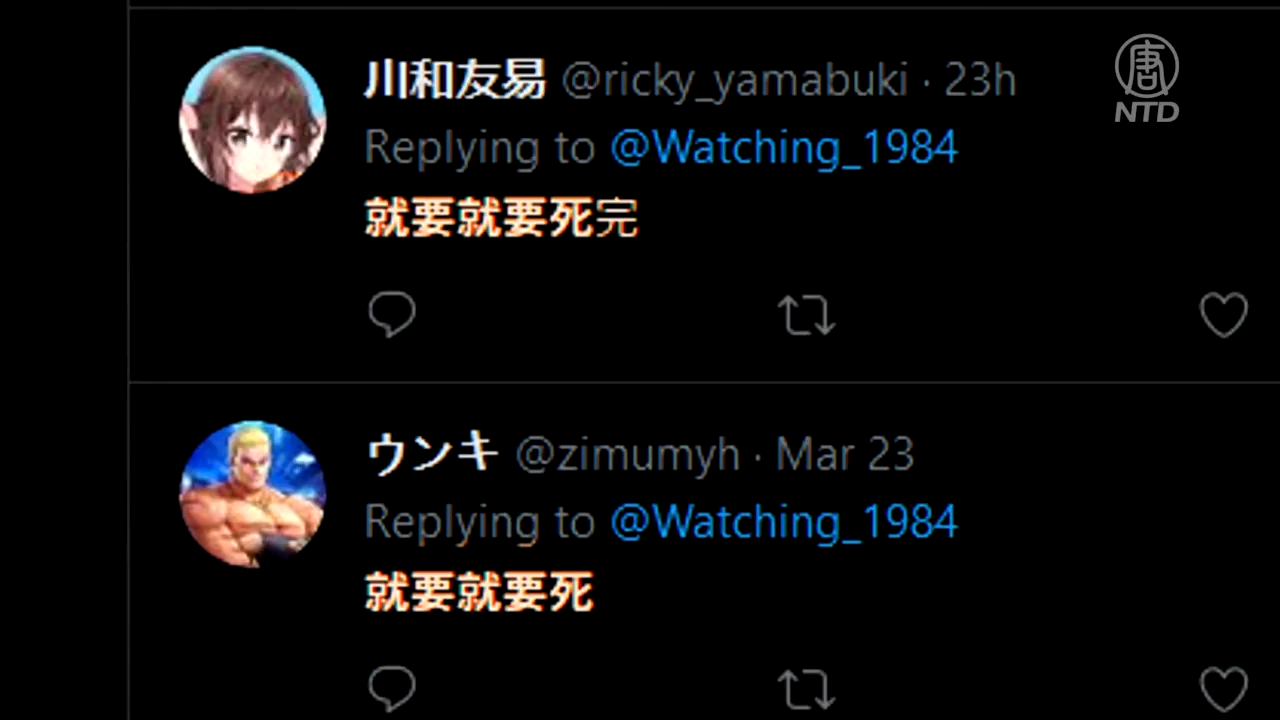 川和友易 @ricky_yamabuki · 23h
唐
NTD
Replying to @Watching_1984
就要就要死完
ウンキ @zimumyh · Mar 23
Replying to @Watching_1984
就要就要死